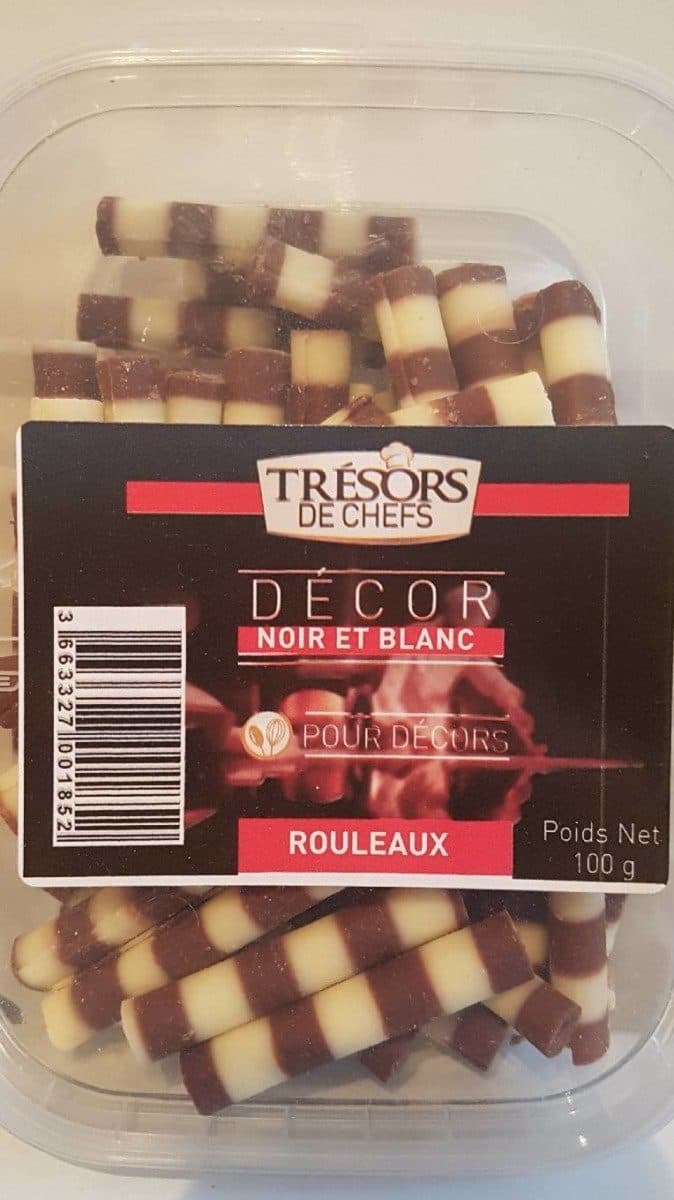 TRÉSORS
DE CHEFS
DÉCOR
NOIR ET BLANC
POUR DÉCORS
ROULEAUX
Poids Net
100 g
3 663327 001852